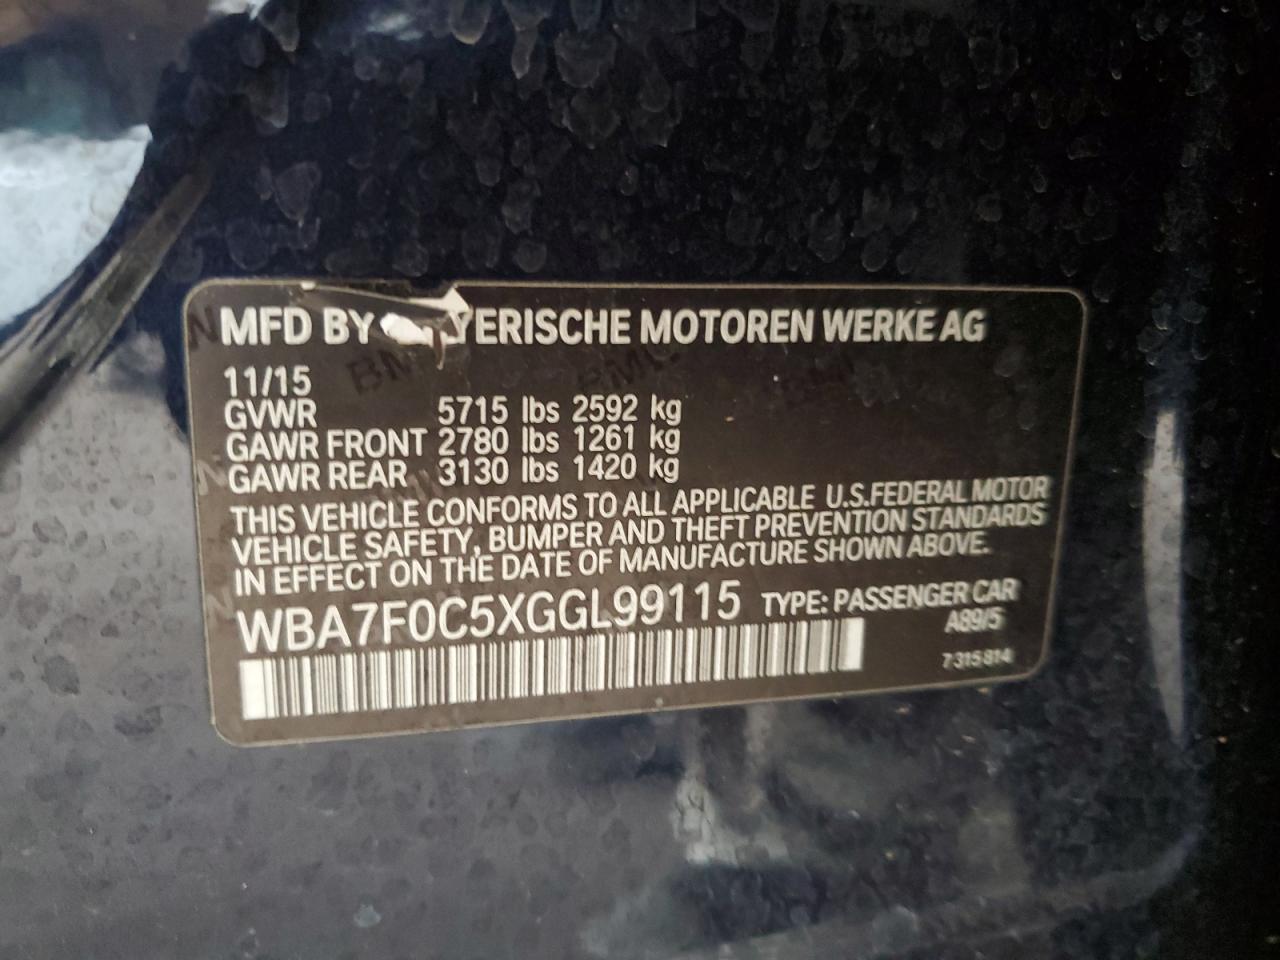 MFD BY YERISCHE MOTOREN WERKE AG
11/15
GVWR 5715 lbs 2592 kg
GAWR FRONT 2780 lbs 1261 kg
GAWR REAR 3130 lbs 1420 kg
THIS VEHICLE CONFORMS TO ALL APPLICABLE U.S.FEDERAL MOTOR
VEHICLE SAFETY, BUMPER AND THEFT PREVENTION STANDARDS
IN EFFECT ON THE DATE OF MANUFACTURE SHOWN ABOVE.
WBA7F0C5XGGL99115 TYPE: PASSENGER CAR
A89/5
7315814